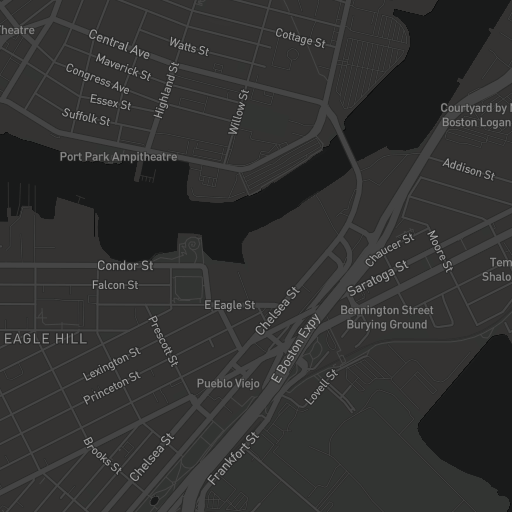 Theatre
Central Ave
Watts St
Cottage St
Maverick St
Congress Ave
Highland St
Essex St
Willow St
Suffolk St
Courtyard by
Boston Logan
Port Park Ampitheatre
Addison St
Chaucer St
Moore St
Condor St
Saratoga St
Falcon St
Tem
Shalo
E Eagle St
Chelsea St
Bennington Street
Burying Ground
EAGLE HILL
Prescott St
E Boston Expy
Lexington St
Princeton St
Pueblo Viejo
Lovell St
Brooks St
Chelsea St
Frankfort St